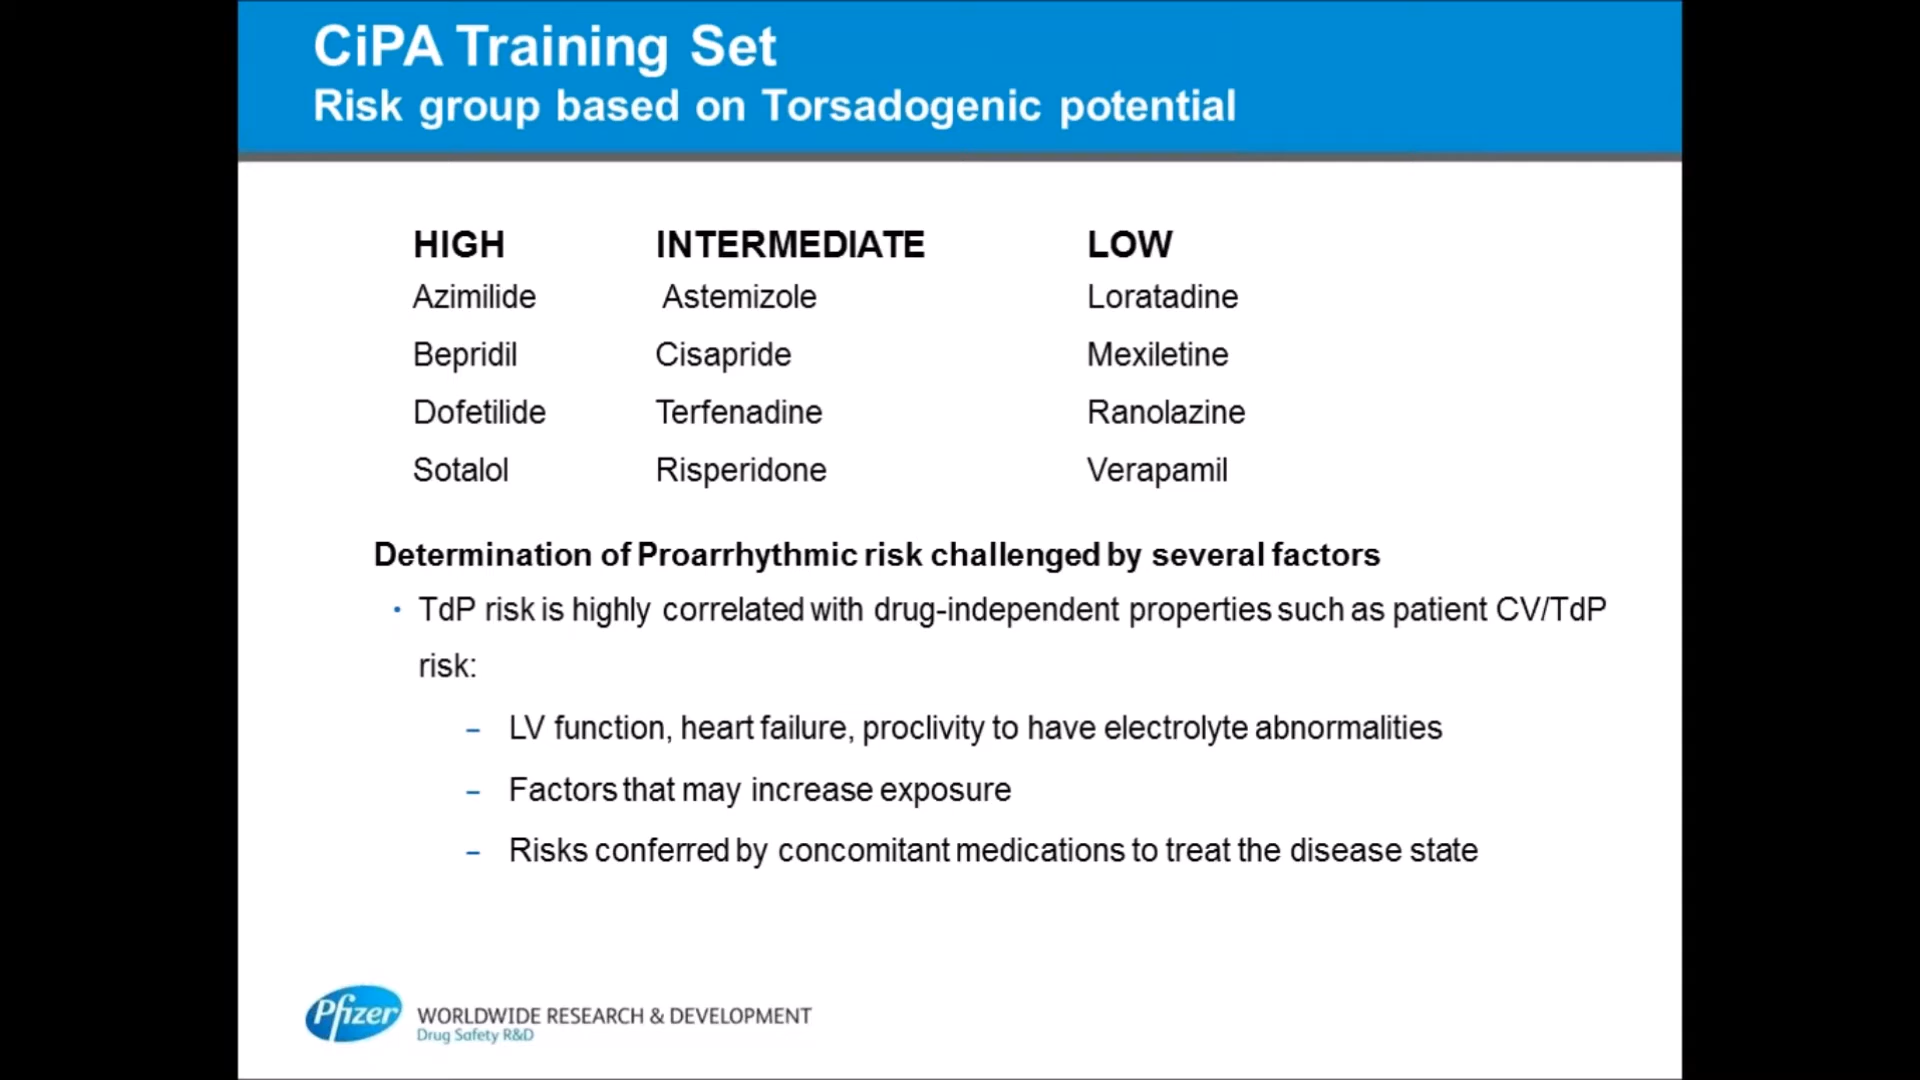 CiPA Training Set
Risk group based on Torsadogenic potential
HIGH INTERMEDIATE LOW
Azimilide Astemizole Loratadine
Bepridil Cisapride Mexiletine
Dofetilide Terfenadine Ranolazine
Sotalol Risperidone Verapamil
Determination of Proarrhythmic risk challenged by several factors
• TdP risk is highly correlated with drug-independent properties such as patient CV/TdP
risk:
– LV function, heart failure, proclivity to have electrolyte abnormalities
– Factors that may increase exposure
– Risks conferred by concomitant medications to treat the disease state
Pfizer WORLDWIDE RESEARCH & DEVELOPMENT
Drug Safety R&D